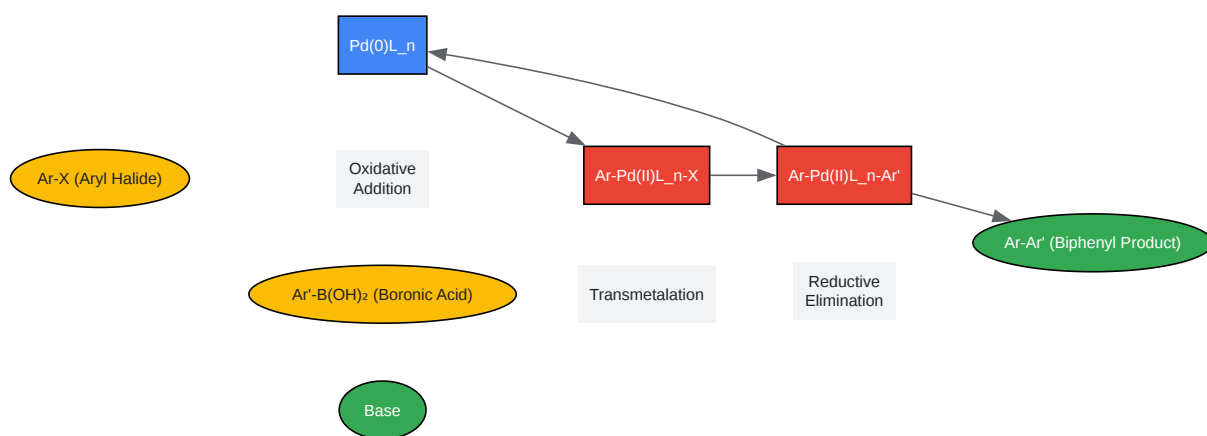 Pd(0)L_n
Ar-X (Aryl Halide)
Oxidative
Addition
Ar-Pd(II)L_n-X
Ar-Pd(II)L_n-Ar'
Ar-Ar' (Biphenyl Product)
Ar'-B(OH)₂ (Boronic Acid)
Transmetalation
Reductive
Elimination
Base